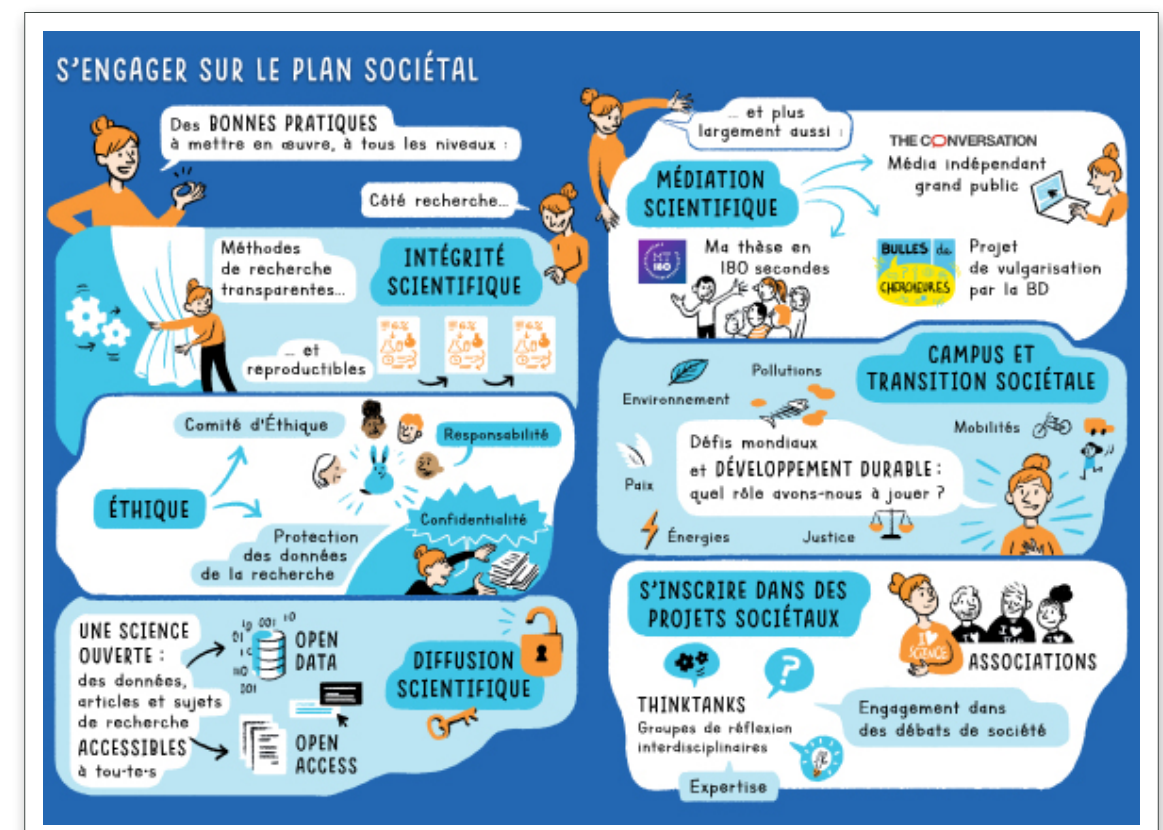 S'ENGAGER SUR LE PLAN SOCIÉTAL
Des BONNES PRATIQUES
à mettre en œuvre, à tous les niveaux :
Côté recherche...
Méthodes
de recherche
transparentes...
INTÉGRITÉ
SCIENTIFIQUE
... et
reproductibles
Comité d'Éthique
Responsabilité
ÉTHIQUE
Confidentialité
Protection
des données
de la recherche
UNE SCIENCE
OUVERTE :
des données,
articles et sujets
de recherche
ACCESSIBLES
à tou·te·s
OPEN
DATA
OPEN
ACCESS
DIFFUSION
SCIENTIFIQUE
... et plus
largement aussi :
MÉDIATION
SCIENTIFIQUE
THE CONVERSATION
Média indépendant
grand public
MT
180
Ma thèse en
180 secondes
BULLES de
CHERCHEURES
Projet
de vulgarisation
par la BD
CAMPUS ET
TRANSITION SOCIÉTALE
Environnement
Pollutions
Mobilités
Défis mondiaux
et DÉVELOPPEMENT DURABLE :
quel rôle avons-nous à jouer ?
Paix
Énergies
Justice
S'INSCRIRE DANS DES
PROJETS SOCIÉTAUX
I ♥
SCIENCE
ASSOCIATIONS
THINKTANKS
Groupes de réflexion
interdisciplinaires
Engagement dans
des débats de société
Expertise